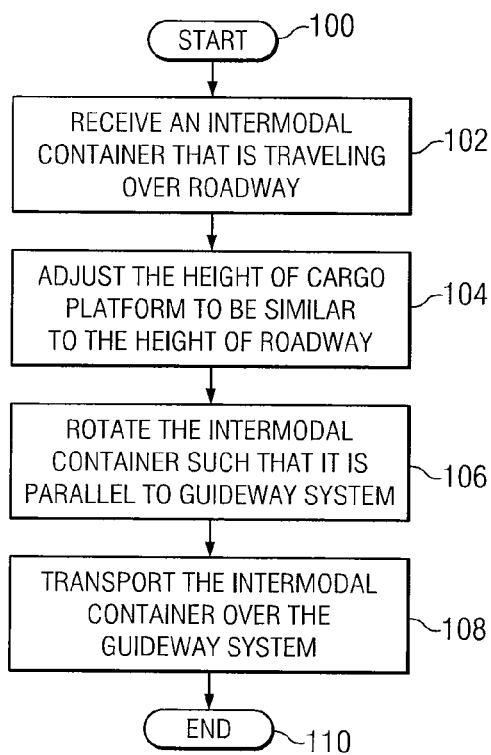 START
100
RECEIVE AN INTERMODAL
CONTAINER THAT IS TRAVELING
OVER ROADWAY
102
ADJUST THE HEIGHT OF CARGO
PLATFORM TO BE SIMILAR
TO THE HEIGHT OF ROADWAY
104
ROTATE THE INTERMODAL
CONTAINER SUCH THAT IT IS
PARALLEL TO GUIDEWAY SYSTEM
106
TRANSPORT THE INTERMODAL
CONTAINER OVER THE
GUIDEWAY SYSTEM
108
END
110